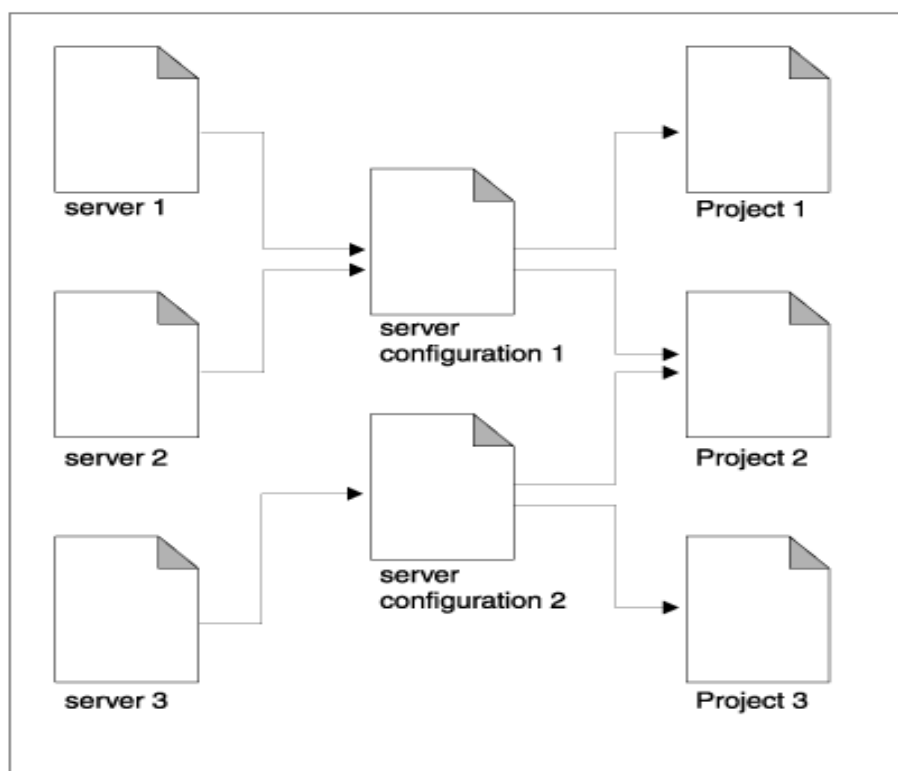 server 1
Project 1
server
configuration 1
server 2
Project 2
server
configuration 2
server 3
Project 3